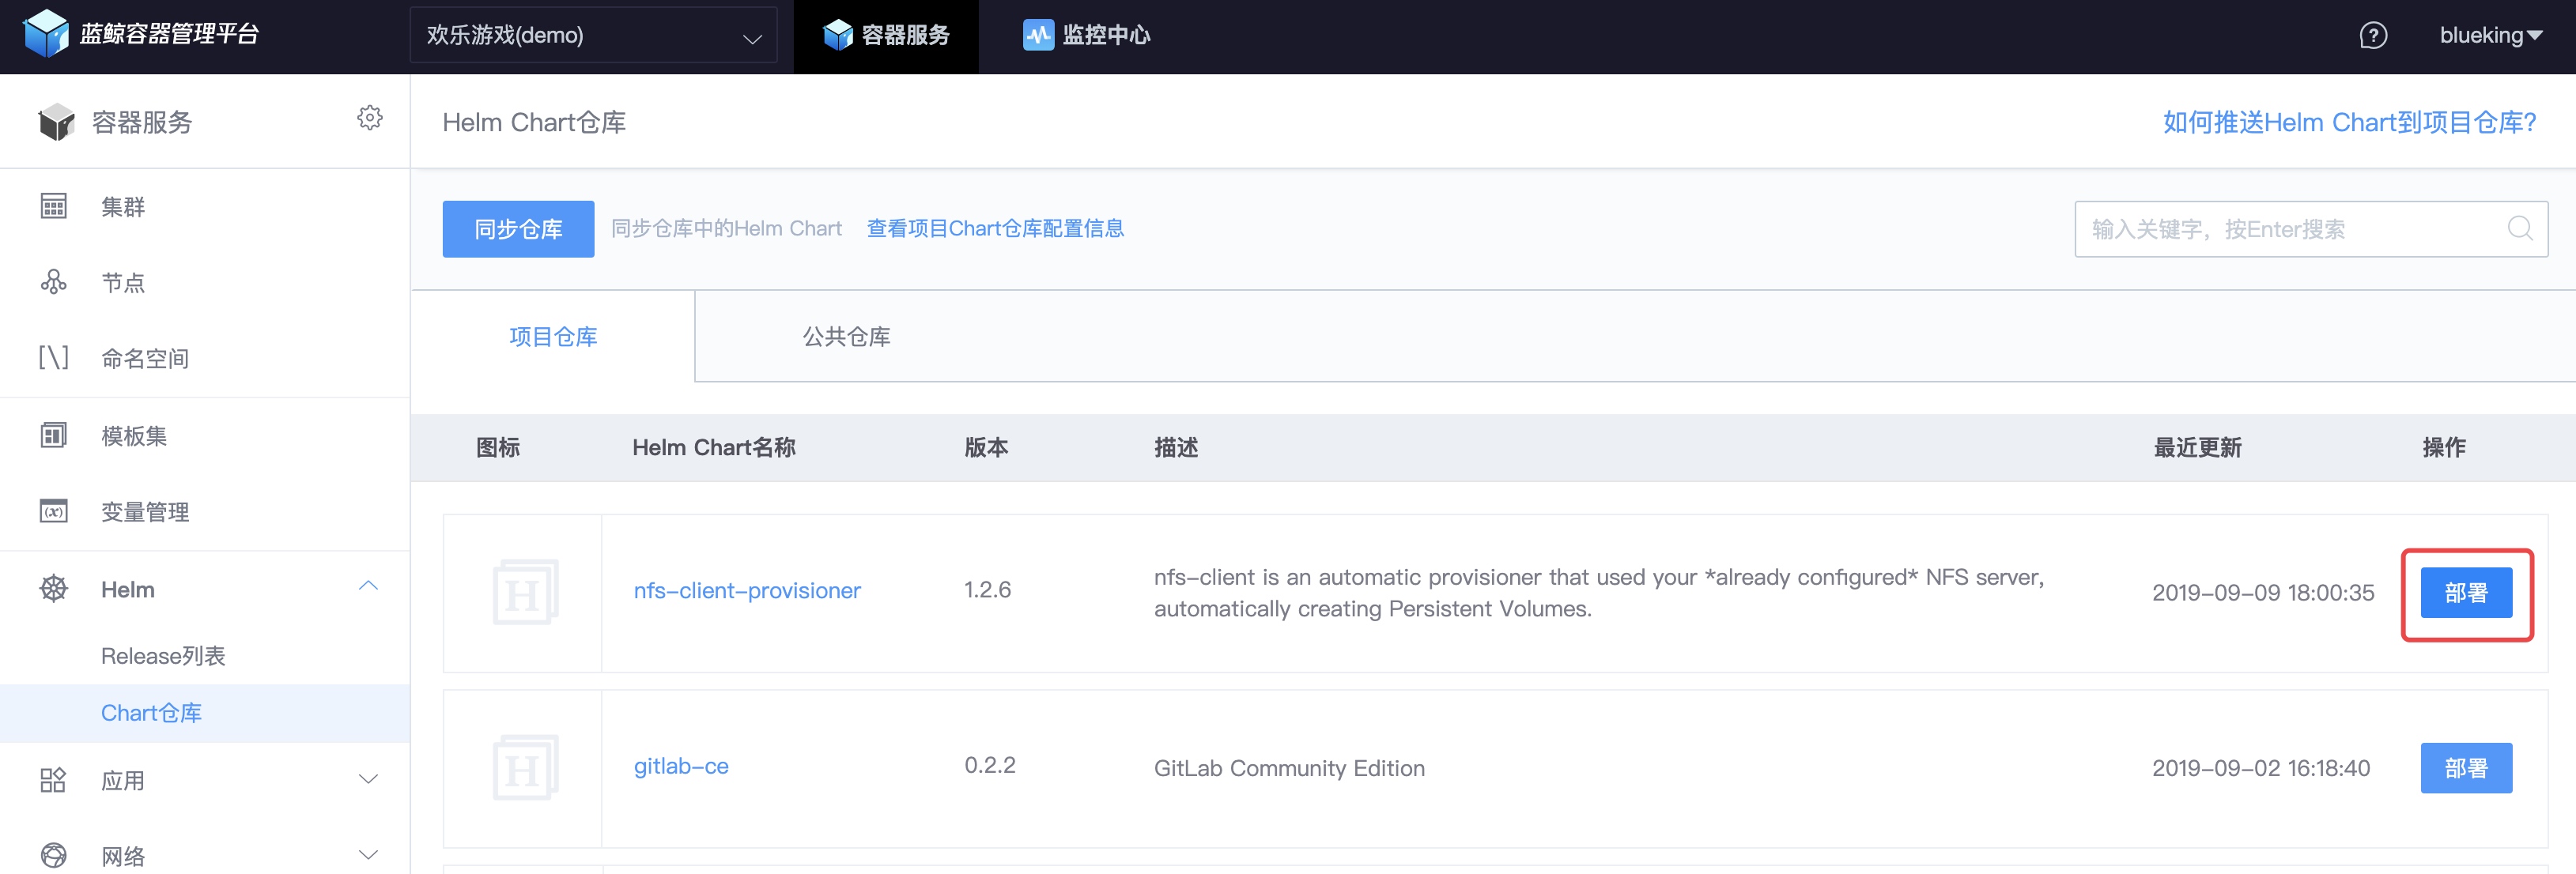 蓝鲸容器管理平台
欢乐游戏(demo)
容器服务
监控中心
blueking
容器服务
集群
节点
命名空间
模板集
变量管理
Helm
Release列表
Chart仓库
应用
网络
Helm Chart仓库
如何推送Helm Chart到项目仓库?
同步仓库
同步仓库中的Helm Chart
查看项目Chart仓库配置信息
输入关键字，按Enter搜索
项目仓库
公共仓库
图标
Helm Chart名称
版本
描述
最近更新
操作
nfs-client-provisioner
1.2.6
nfs-client is an automatic provisioner that used your *already configured* NFS server,
automatically creating Persistent Volumes.
2019-09-09 18:00:35
部署
gitlab-ce
0.2.2
GitLab Community Edition
2019-09-02 16:18:40
部署